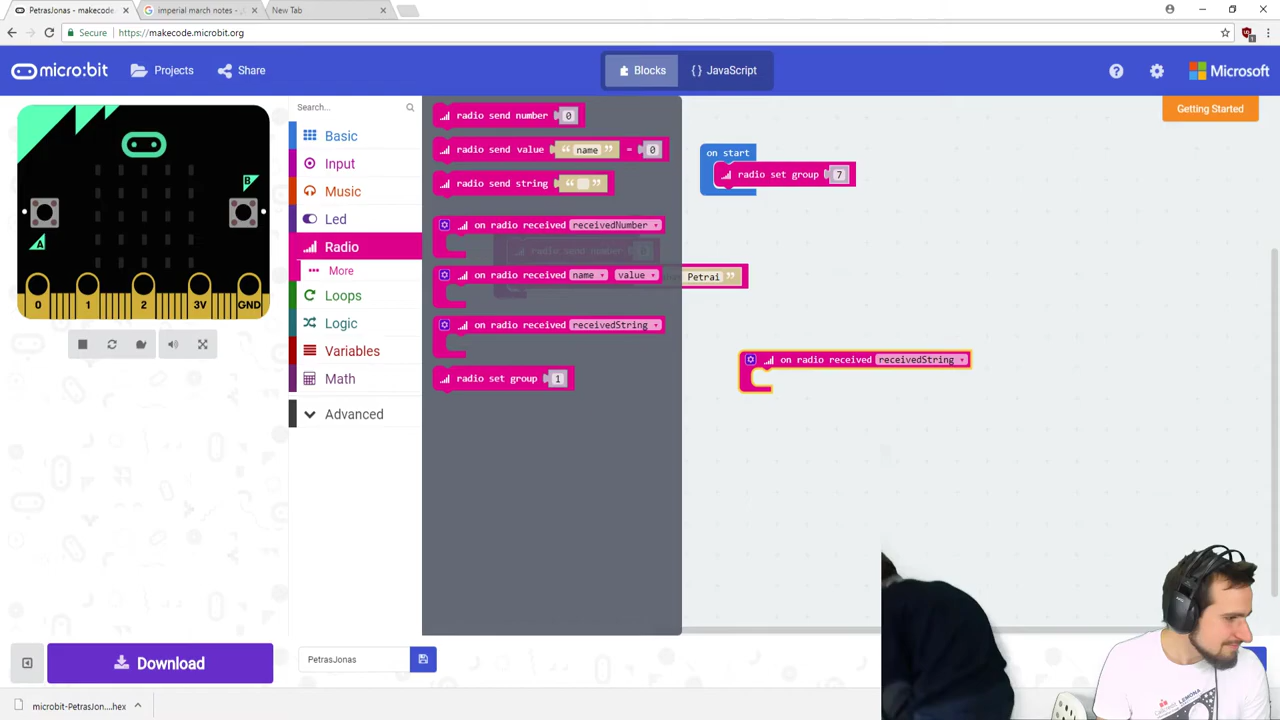 PetrasJonas - makecode.m
imperial march notes -
New Tab
Secure
https://makecode.microbit.org
micro:bit
Projects
Share
Blocks
{ } JavaScript
Microsoft
Getting Started
Search...
Basic
Input
Music
Led
Radio
More
Loops
Logic
Variables
Math
Advanced
radio send number 0
radio send value “ name ” = 0
radio send string “ ”
on radio received receivedNumber
on radio received name value
on radio received receivedString
radio set group 1
radio send number
on start
radio set group 7
Petrai ”
on radio received receivedString
B
A
0
1
2
3V
GND
Download
PetrasJonas
microbit-PetrasJon....hex